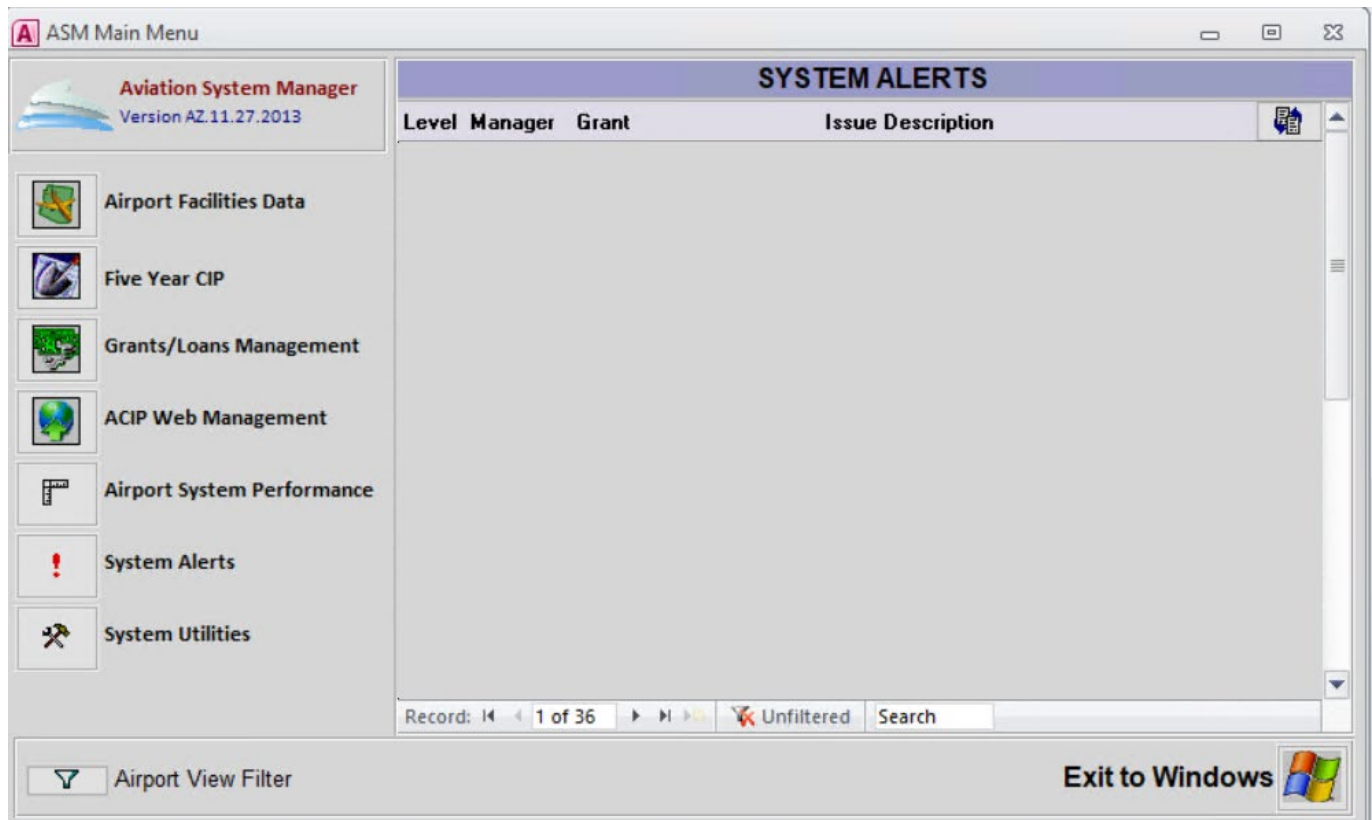 ASM Main Menu
Aviation System Manager
Version AZ.11.27.2013
Airport Facilities Data
Five Year CIP
Grants/Loans Management
ACIP Web Management
Airport System Performance
System Alerts
System Utilities
SYSTEM ALERTS
Level Manager Grant Issue Description
Record: 1 of 36 Unfiltered Search
Airport View Filter
Exit to Windows